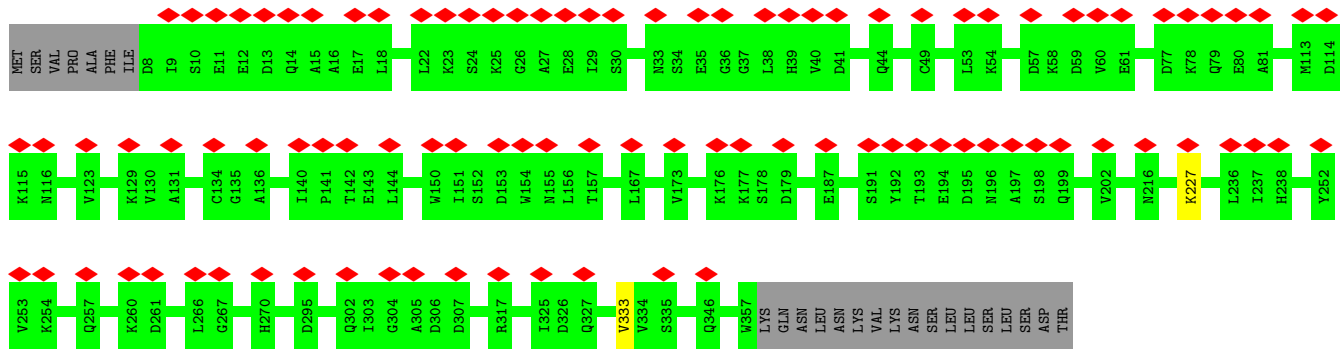 MET SER VAL PRO ALA PHE ILE D8 I9 S10 E11 E12 D13 Q14 A15 A16 E17 L18 L22 K23 S24 K25 G26 A27 E28 I29 S30 N33 S34 E35 G36 G37 L38 H39 V40 D41 Q44 C49 L53 K54 D57 K58 D59 V60 E61 D77 K78 Q79 E80 A81 M113 D114
K115 N116 V123 K129 V130 A131 C134 G135 A136 I140 P141 T142 E143 L144 W150 I151 S152 D153 W154 N155 L156 T157 L167 V173 K176 K177 S178 D179 E187 S191 Y192 T193 E194 D195 N196 A197 S198 Q199 V202 N216 K227 L236 I237 H238 Y252
V253 K254 Q257 K260 D261 L266 G267 H270 D295 Q302 I303 G304 A305 D306 D307 R317 I325 D326 Q327 V333 V334 S335 Q346 W357 LYS GLN ASN LEU ASN LYS VAL LYS ASN SER LEU LEU SER LEU SER ASP THR